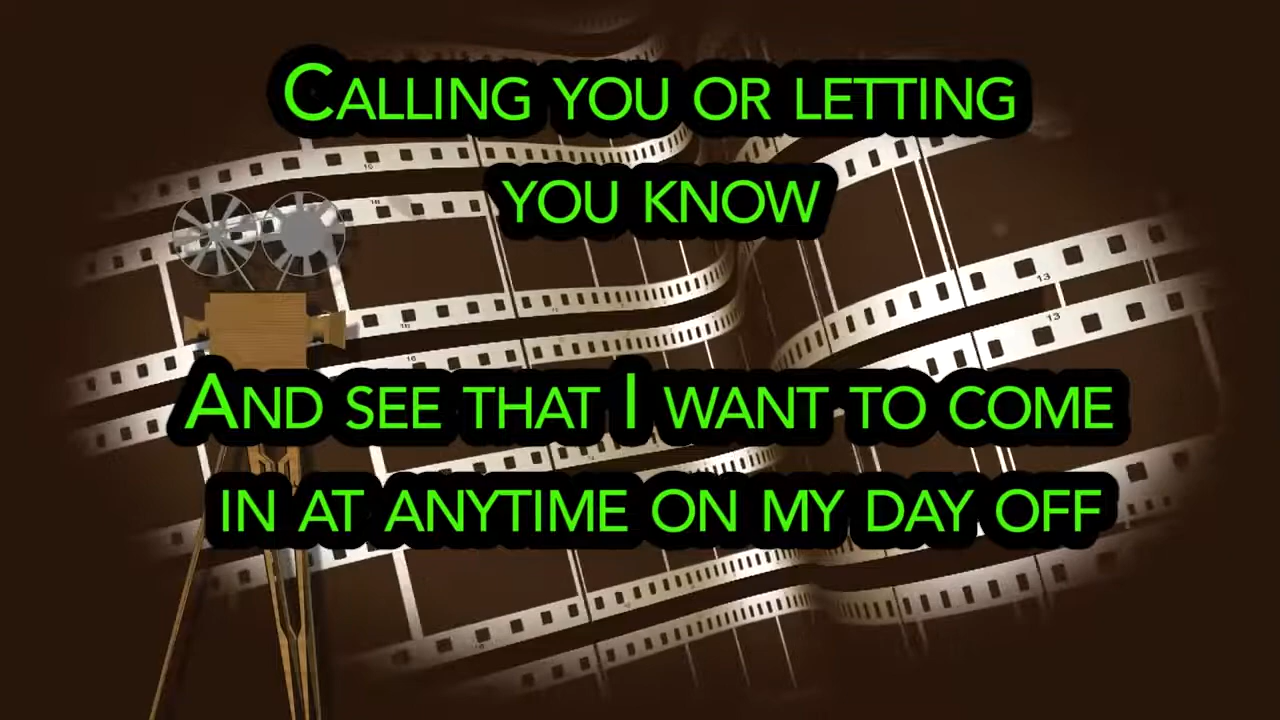 Calling you or letting
you know
And see that I want to come
in at anytime on my day off